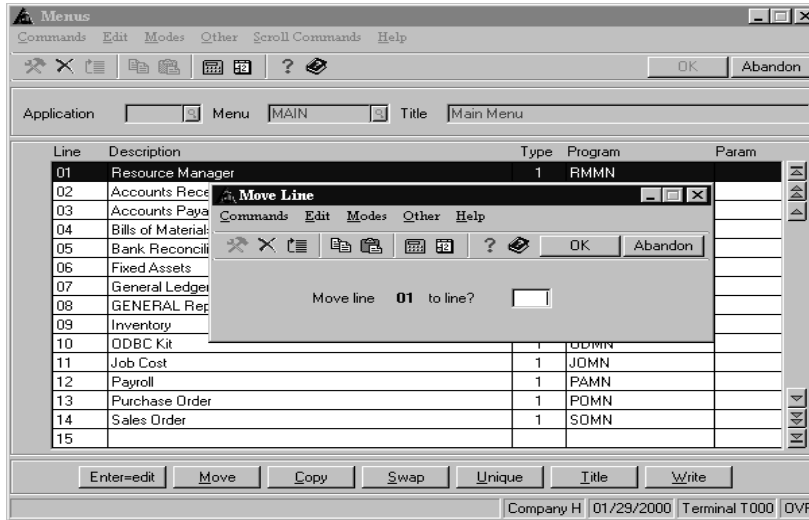 Menus
Commands Edit Modes Other Scroll Commands Help
OK Abandon
Application Menu MAIN Title Main Menu
Line Description Type Program Param
01 Resource Manager 1 RMMN
02 Accounts Rece
03 Accounts Paya
04 Bills of Material
05 Bank Reconcili
06 Fixed Assets
07 General Ledger
08 GENERAL Rep
09 Inventory
10 ODBC Kit 1 ODMN
11 Job Cost 1 JOMN
12 Payroll 1 PAMN
13 Purchase Order 1 POMN
14 Sales Order 1 SOMN
15
Move Line
Commands Edit Modes Other Help
OK Abandon
Move line 01 to line?
Enter=edit Move Copy Swap Unique Title Write
Company H 01/29/2000 Terminal T000 OVR